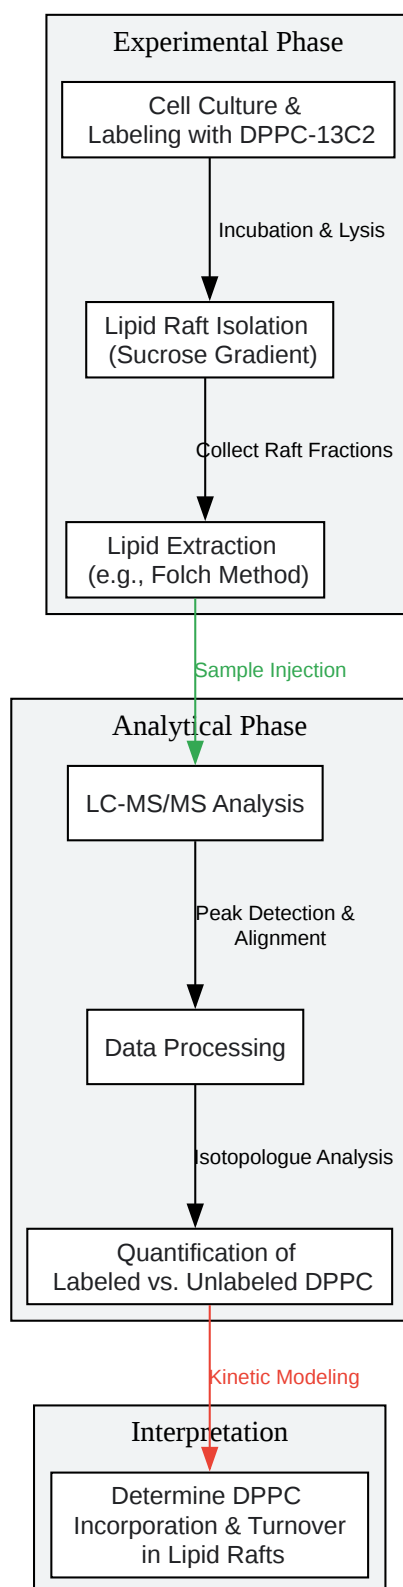 Experimental Phase
Cell Culture &
Labeling with DPPC-13C2
Incubation & Lysis
Lipid Raft Isolation
(Sucrose Gradient)
Collect Raft Fractions
Lipid Extraction
(e.g., Folch Method)
Sample Injection
Analytical Phase
LC-MS/MS Analysis
Peak Detection &
Alignment
Data Processing
Isotopologue Analysis
Quantification of
Labeled vs. Unlabeled DPPC
Kinetic Modeling
Interpretation
Determine DPPC
Incorporation & Turnover
in Lipid Rafts